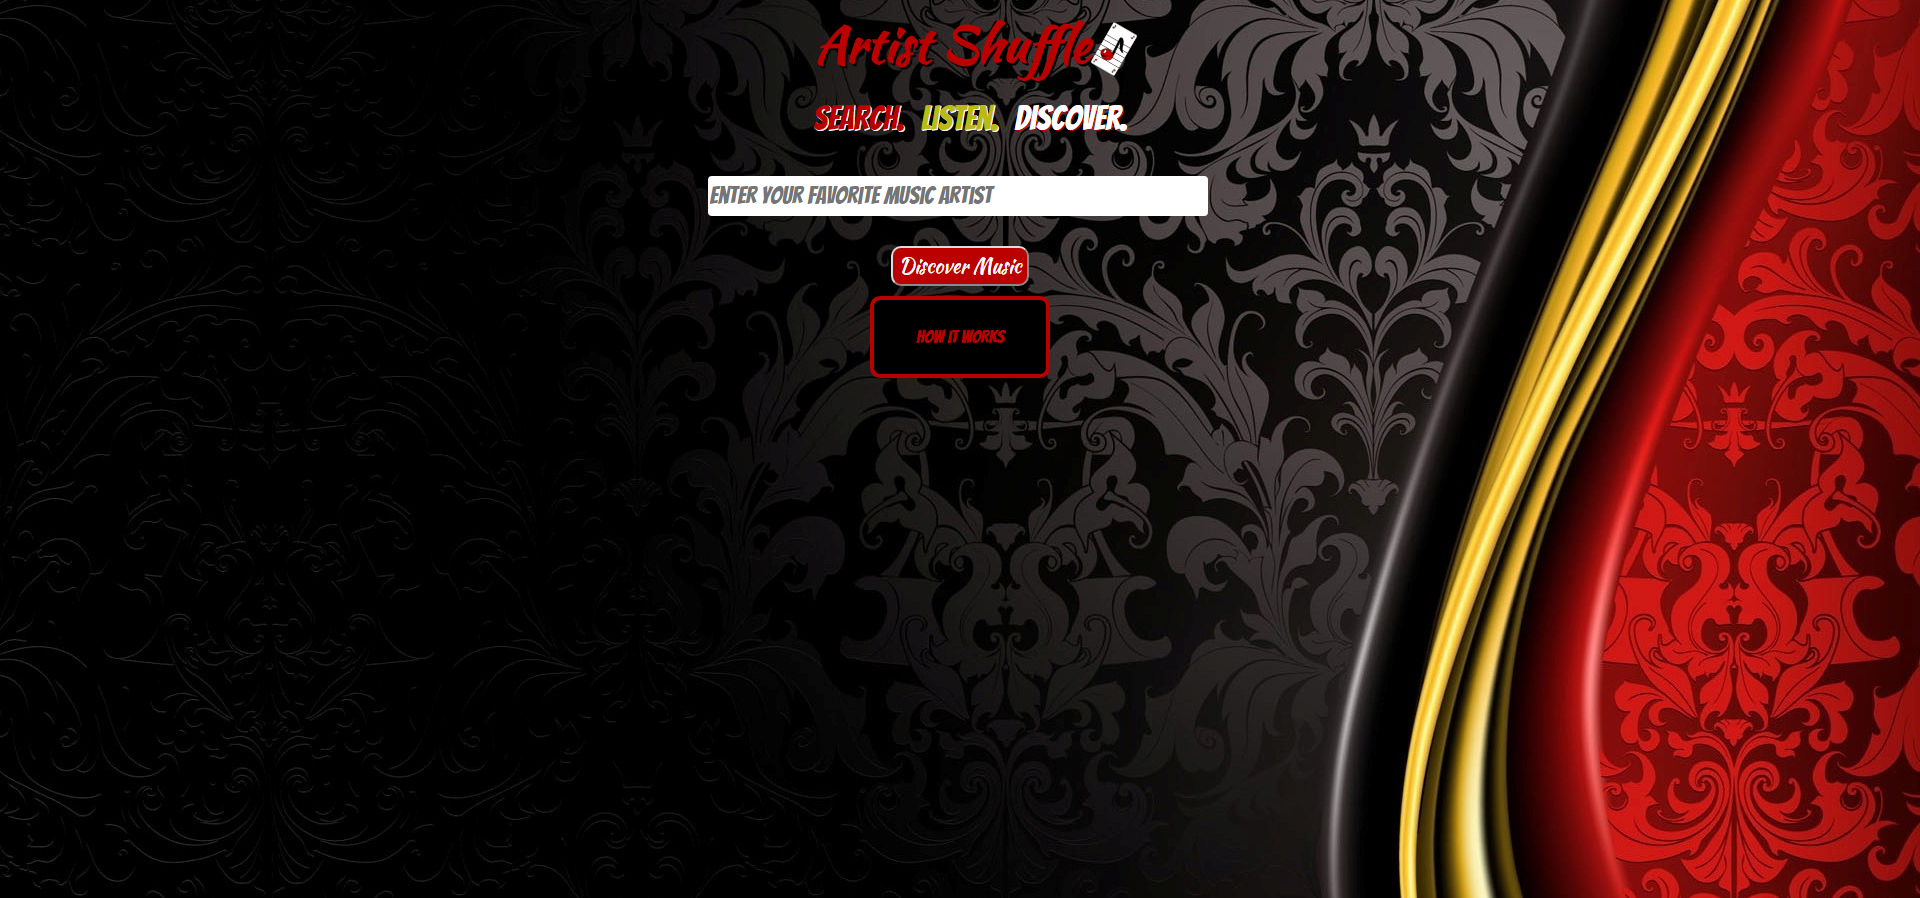 Artist Shuffle
SEARCH. LISTEN. DISCOVER.
ENTER YOUR FAVORITE MUSIC ARTIST
Discover Music
HOW IT WORKS